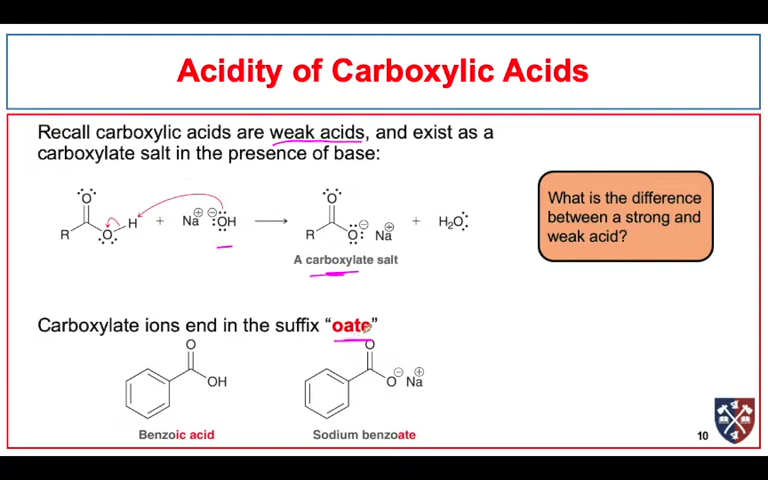 Acidity of Carboxylic Acids
Recall carboxylic acids are weak acids, and exist as a
carboxylate salt in the presence of base:
What is the difference
between a strong and
weak acid?
O
R
O
H
+
Na⊕ ⊖OH
O
R
O⊖ Na⊕
+
H2O
A carboxylate salt
Carboxylate ions end in the suffix “oate”
O
OH
O
O⊖ Na⊕
Benzoic acid
Sodium benzoate
10